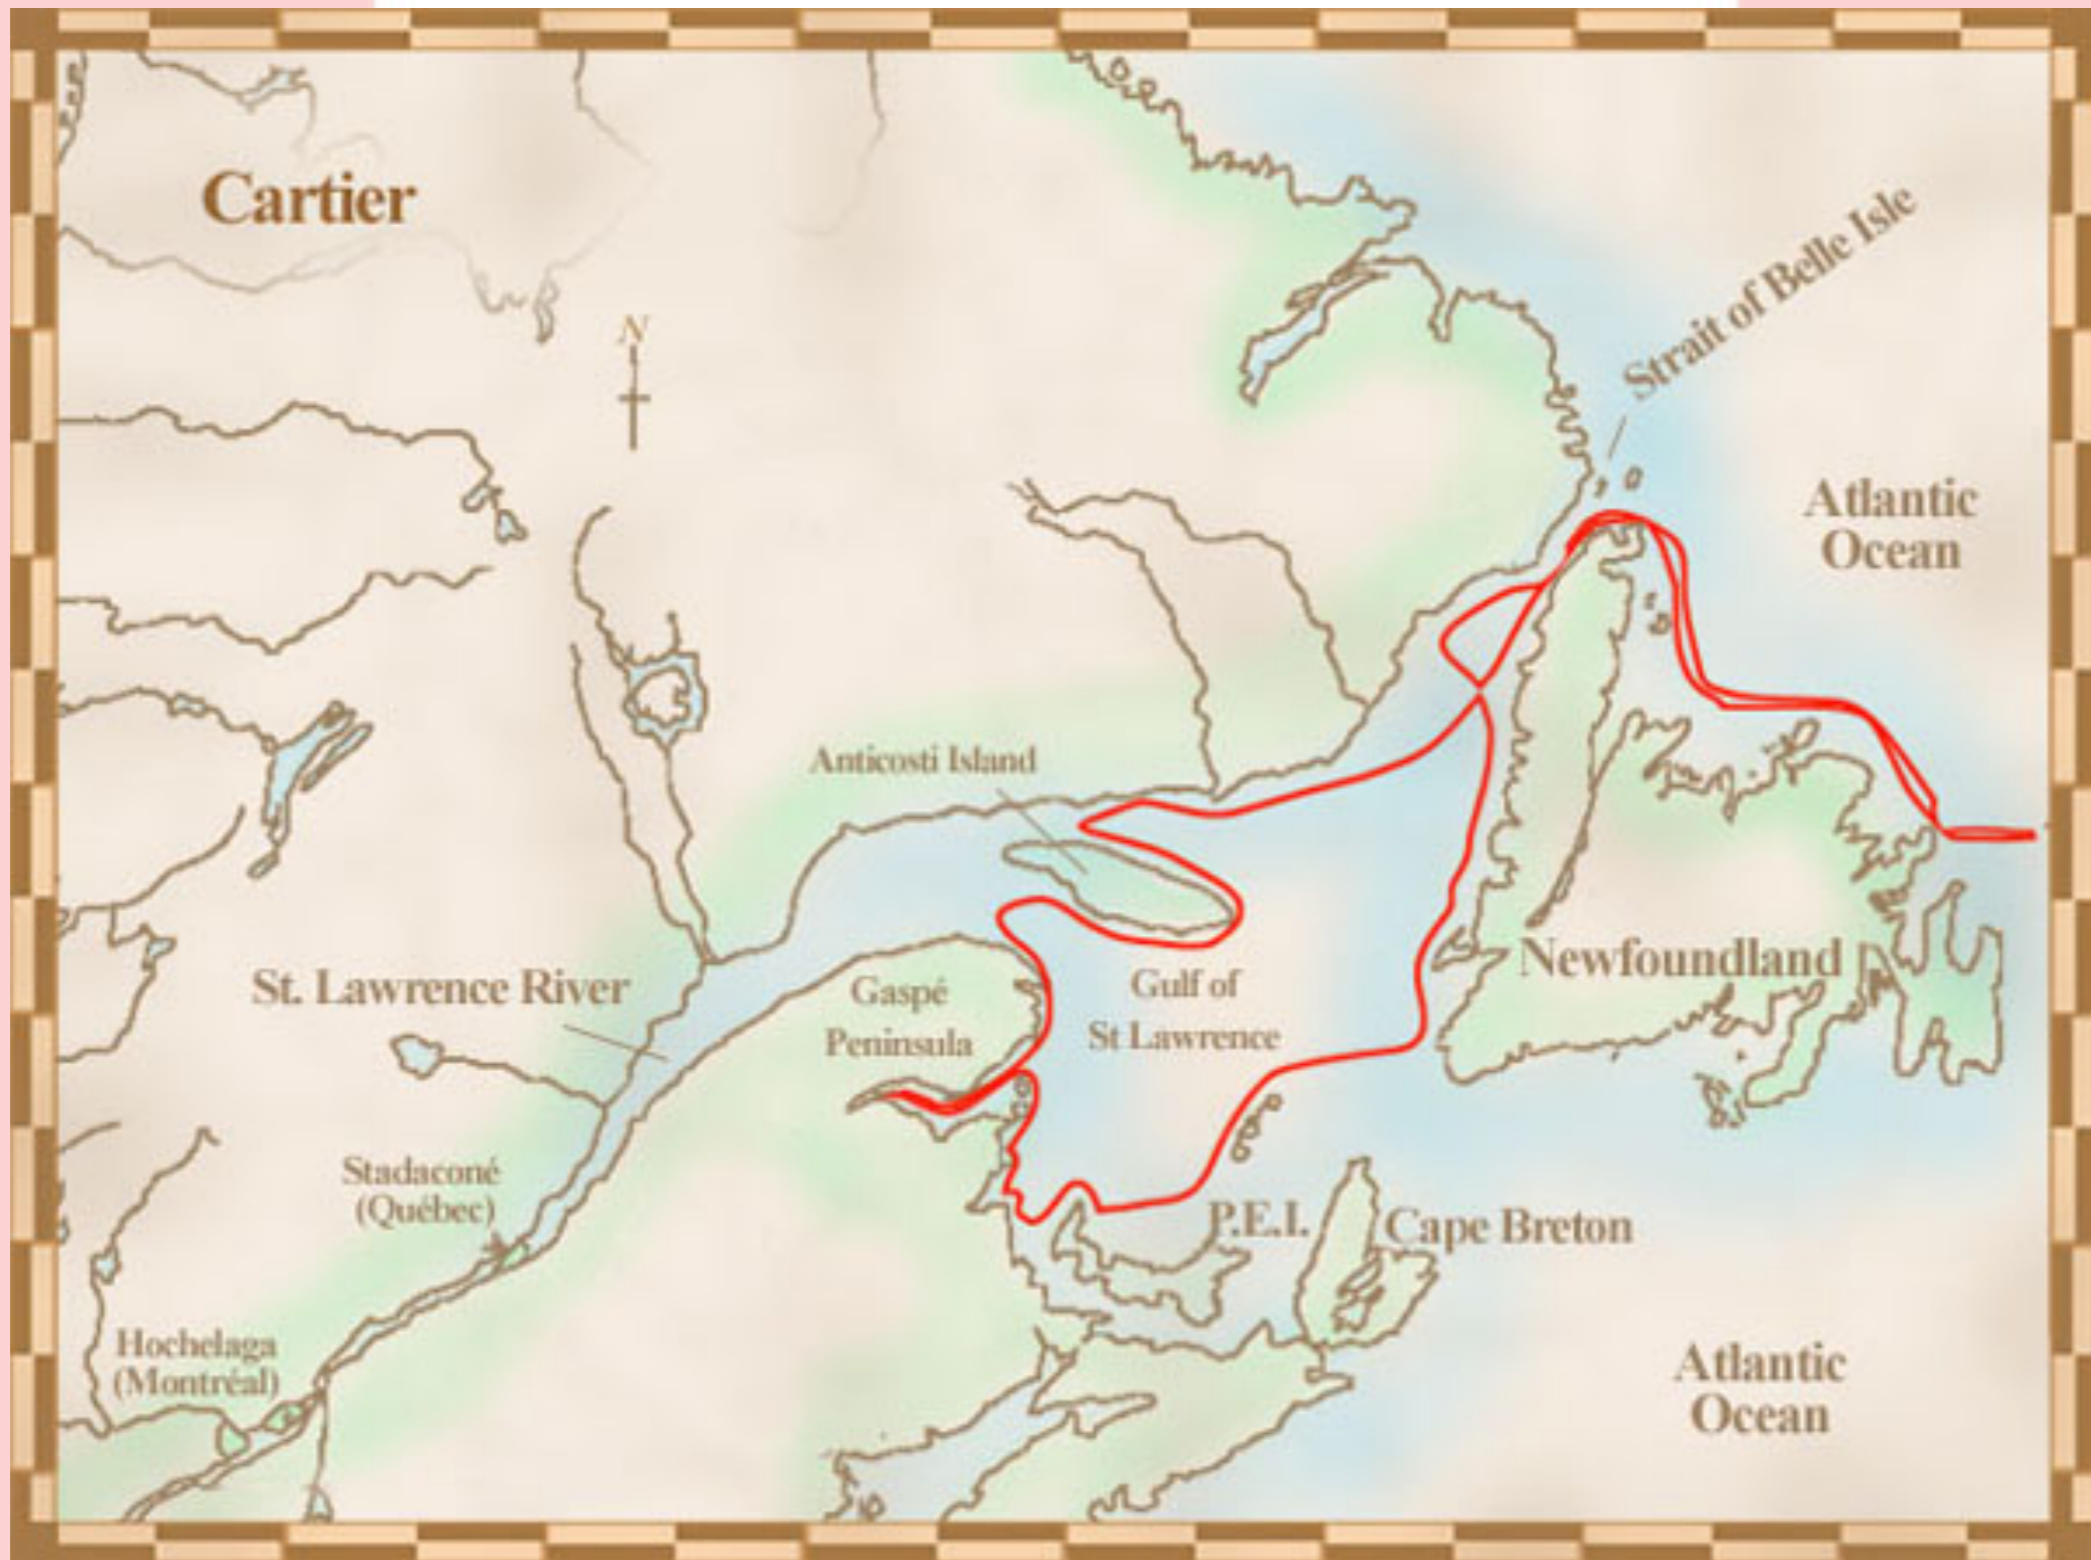 Cartier
N
Strait of Belle Isle
Atlantic
Ocean
Anticosti Island
St. Lawrence River
Gaspé
Peninsula
Gulf of
St Lawrence
Newfoundland
Stadaconé
(Québec)
P.E.I.
Cape Breton
Hochelaga
(Montréal)
Atlantic
Ocean